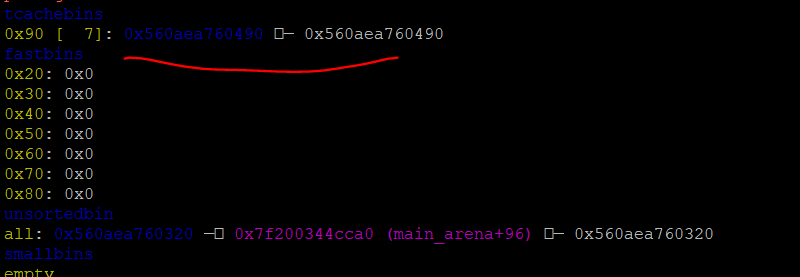 tcachebins
0x90 [  7]: 0x560aea760490 □— 0x560aea760490
fastbins
0x20: 0x0
0x30: 0x0
0x40: 0x0
0x50: 0x0
0x60: 0x0
0x70: 0x0
0x80: 0x0
unsortedbin
all: 0x560aea760320 —□ 0x7f200344cca0 (main_arena+96) □— 0x560aea760320
smallbins
empty